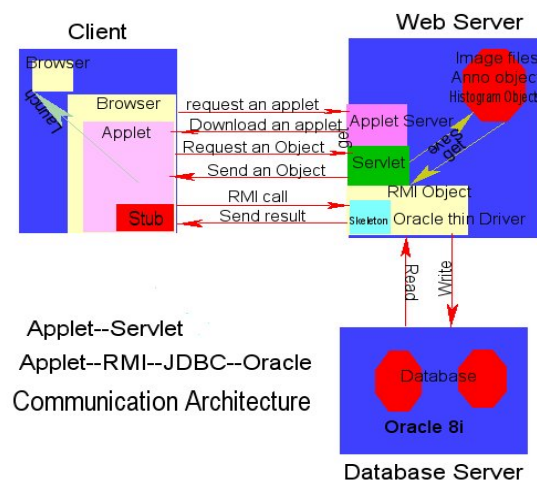 Client
Web Server
Browser
Launch
Browser
Applet
Stub
request an applet
Download an applet
Request an Object
Send an Object
RMI call
Send result
Image files
Anno object
Histogram Object
Applet Server
get
Servlet
Save
get
RMI Object
Skeleton
Oracle thin Driver
Read
Write
Applet--Servlet
Applet--RMI--JDBC--Oracle
Communication Architecture
Database
Oracle 8i
Database Server